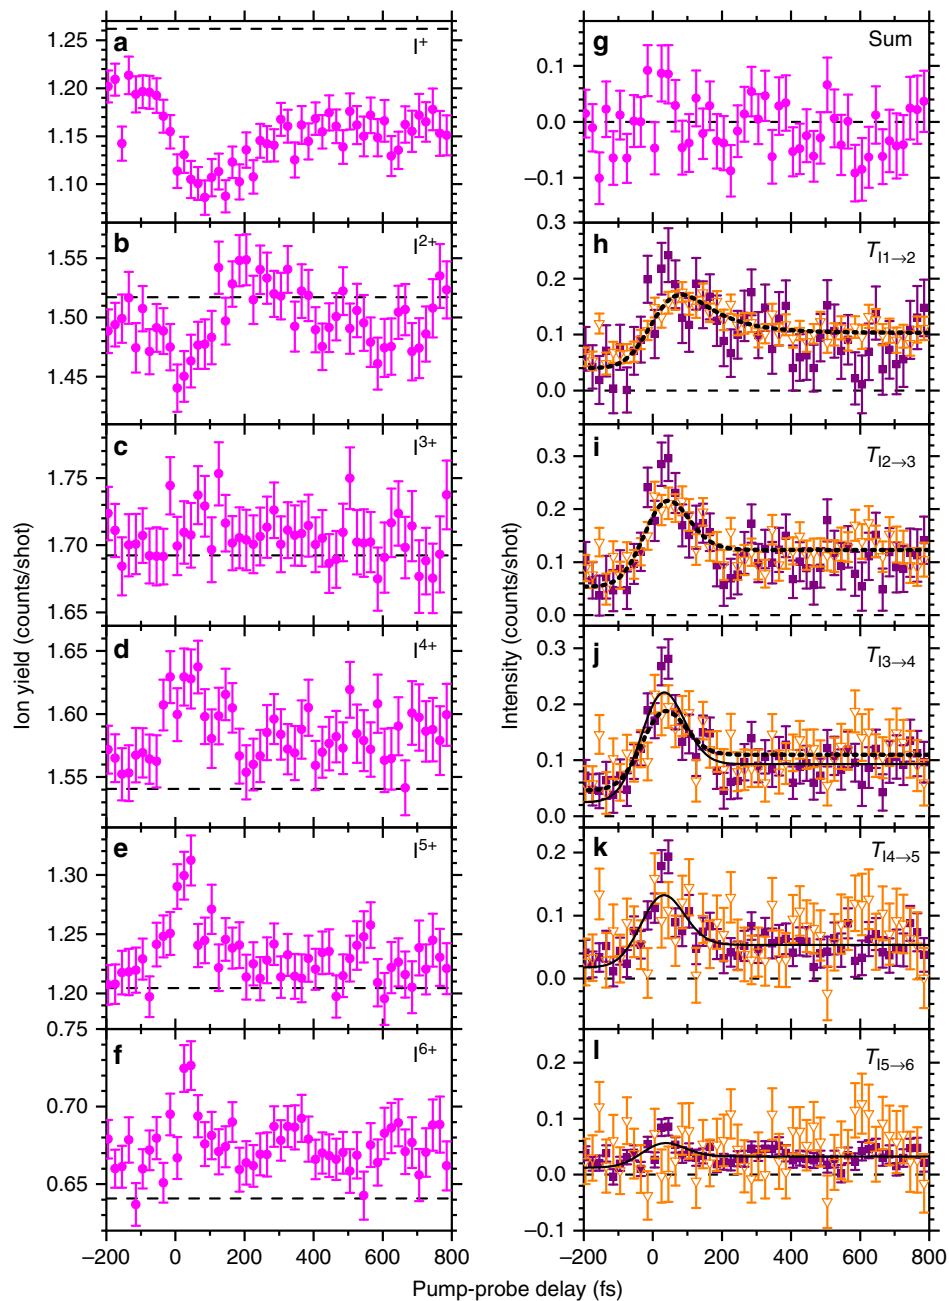 a
I+
1.25
1.20
1.15
1.10
b
I2+
1.55
1.50
1.45
c
I3+
1.75
1.70
1.65
d
I4+
1.65
1.60
1.55
e
I5+
1.30
1.25
1.20
0.75
f
I6+
0.70
0.65
−200
0
200
400
600
800
Ion yield (counts/shot)
g
Sum
0.1
0.0
−0.1
0.3
h
TI1→2
0.2
0.1
0.0
i
TI2→3
0.3
0.2
0.1
0.0
j
TI3→4
0.3
0.2
0.1
0.0
k
TI4→5
0.2
0.1
0.0
l
TI5→6
0.2
0.1
0.0
−0.1
−200
0
200
400
600
800
Intensity (counts/shot)
Pump-probe delay (fs)